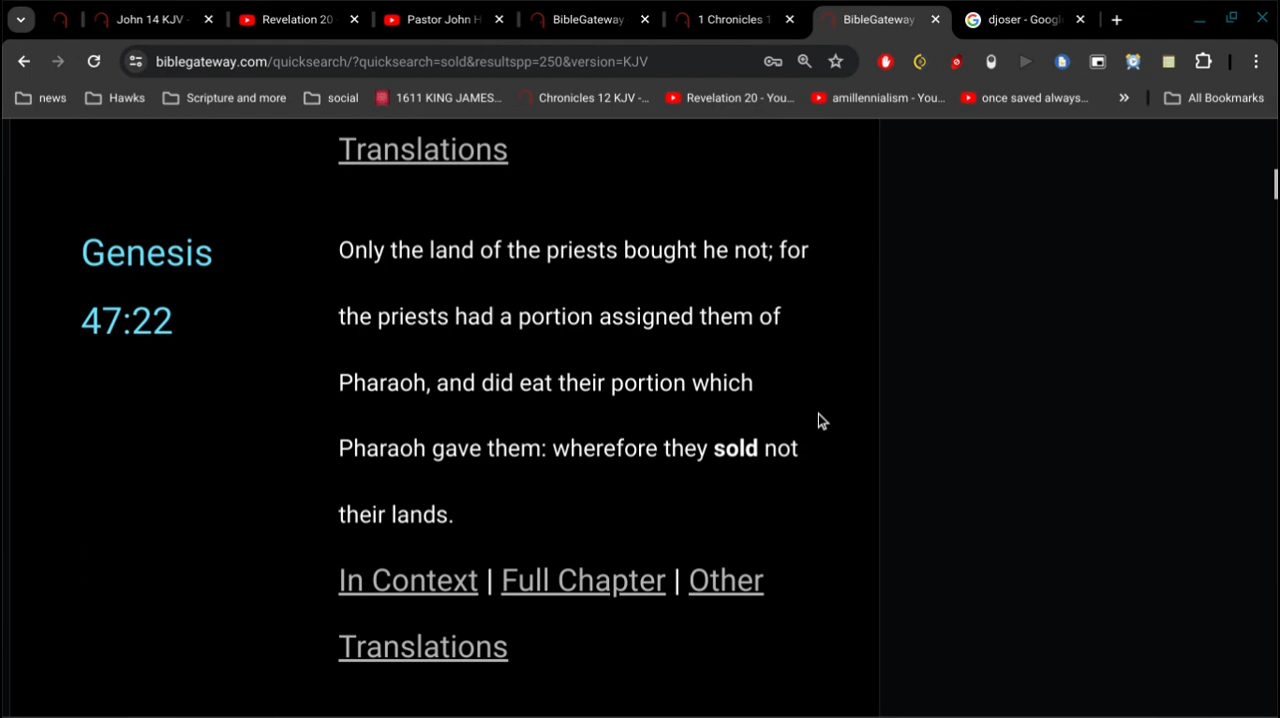 John 14 KJV
Revelation 20
Pastor John H
BibleGateway
1 Chronicles 1
BibleGateway
djoser - Googl
biblegateway.com/quicksearch/?quicksearch=sold&resultspp=250&version=KJV
news
Hawks
Scripture and more
social
1611 KING JAMES...
Chronicles 12 KJV -...
Revelation 20 - You...
amillennialism - You...
once saved always...
All Bookmarks
Translations
Genesis
47:22
Only the land of the priests bought he not; for
the priests had a portion assigned them of
Pharaoh, and did eat their portion which
Pharaoh gave them: wherefore they sold not
their lands.
In Context | Full Chapter | Other
Translations